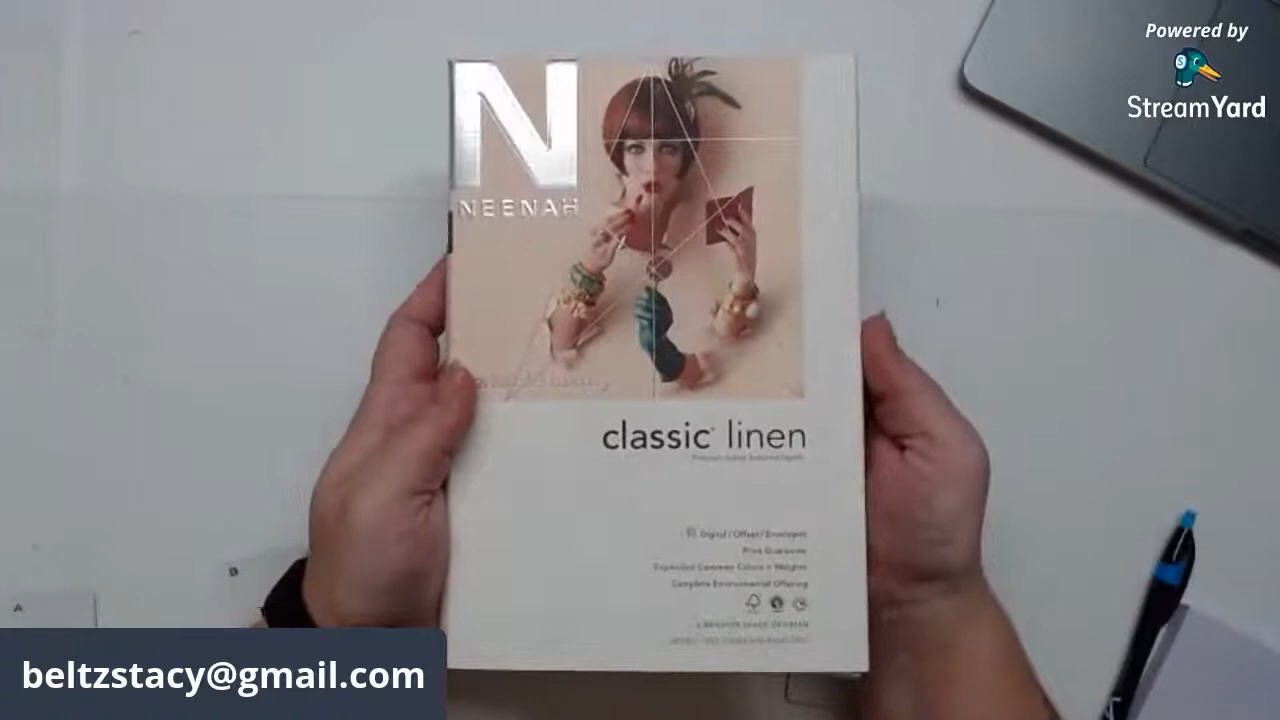 Powered by
StreamYard
N
NEENAH
classic® linen
Digital / Offset / Envelopes
Print Guarantee
Expanded Common Colors + Weights
Complete Environmental Offering
B
A
beltzstacy@gmail.com